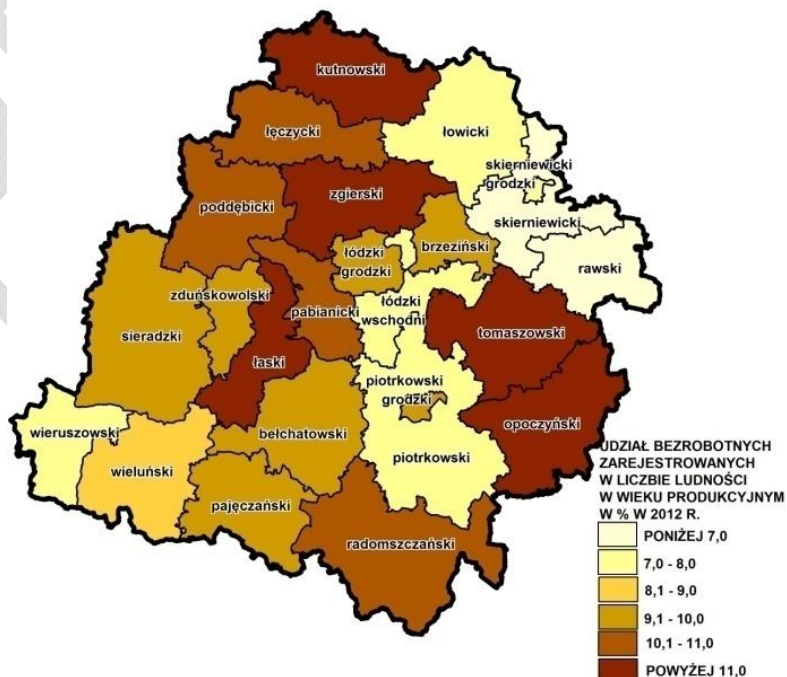 kutnowski
łęczycki
łowicki
skierniewicki
grodzki
zgierski
poddębicki
skierniewicki
brzeziński
łódzki
grodzki
rawski
zduńskowolski
łódzki
wschodni
pabianicki
tomaszowski
sieradzki
łaski
piotrkowski
grodzki
opoczyński
wieruszowski
bełchatowski
piotrkowski
wieluński
pajęczański
radomszczański
UDZIAŁ BEZROBOTNYCH
ZAREJESTROWANYCH
W LICZBIE LUDNOŚCI
W WIEKU PRODUKCYJNYM
W % W 2012 R.
PONIŻEJ 7,0
7,0 - 8,0
8,1 - 9,0
9,1 - 10,0
10,1 - 11,0
POWYŻEJ 11,0